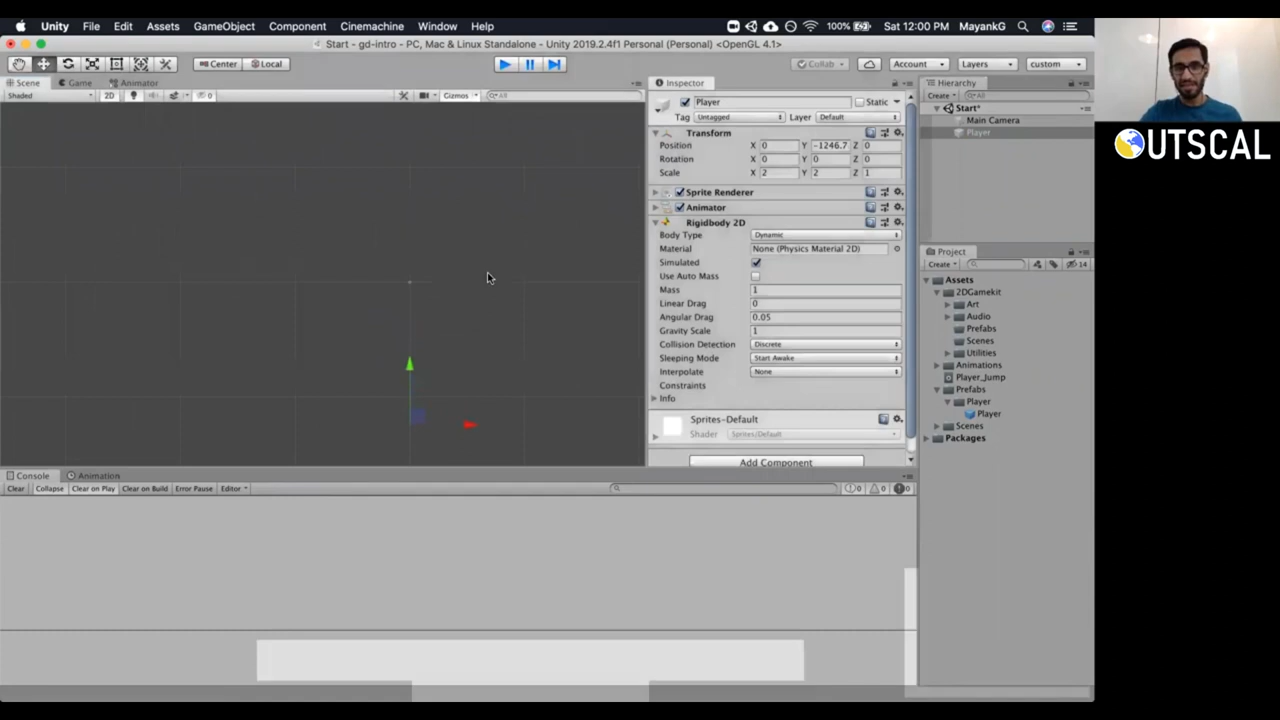 Unity File Edit Assets GameObject Component Cinemachine Window Help 100% Sat 12:00 PM MayankG
Start - gd-intro - PC, Mac & Linux Standalone - Unity 2019.2.4f1 Personal (Personal) <OpenGL 4.1>
Center Local Collab Account Layers custom
Scene Game Animator
Shaded 2D 0 Gizmos All
Inspector
Player Static
Tag Untagged Layer Default
Transform
Position X 0 Y -1246.7 Z 0
Rotation X 0 Y 0 Z 0
Scale X 2 Y 2 Z 1
Sprite Renderer
Animator
Rigidbody 2D
Body Type Dynamic
Material None (Physics Material 2D)
Simulated
Use Auto Mass
Mass 1
Linear Drag 0
Angular Drag 0.05
Gravity Scale 1
Collision Detection Discrete
Sleeping Mode Start Awake
Interpolate None
Constraints
Info
Sprites-Default
Shader Sprites/Default
Add Component
Hierarchy
Create All
Start*
Main Camera
Player
Project
Create 14
Assets
2DGamekit
Art
Audio
Prefabs
Scenes
Utilities
Animations
Player_Jump
Prefabs
Player
Player
Scenes
Packages
Console Animation
Clear Collapse Clear on Play Clear on Build Error Pause Editor 0 0 0
OUTSCAL